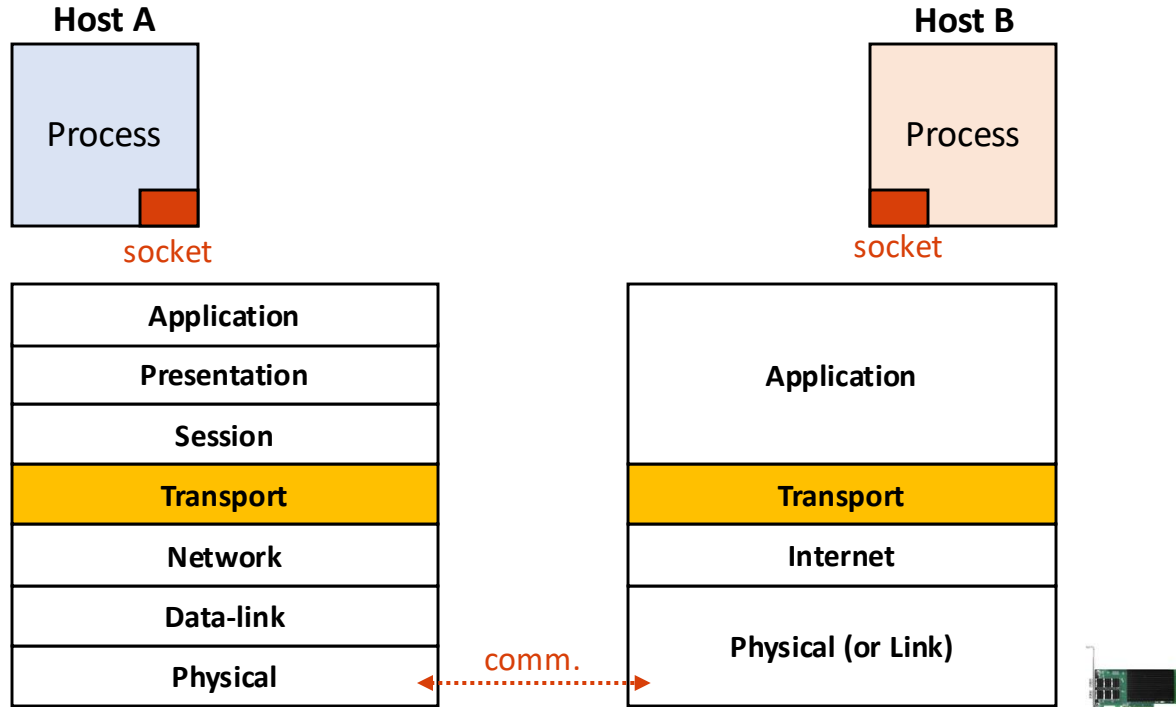 Host A
Host B
Process
Process
socket
socket
Application
Presentation
Session
Transport
Network
Data-link
Physical
Application
Transport
Internet
Physical (or Link)
comm.